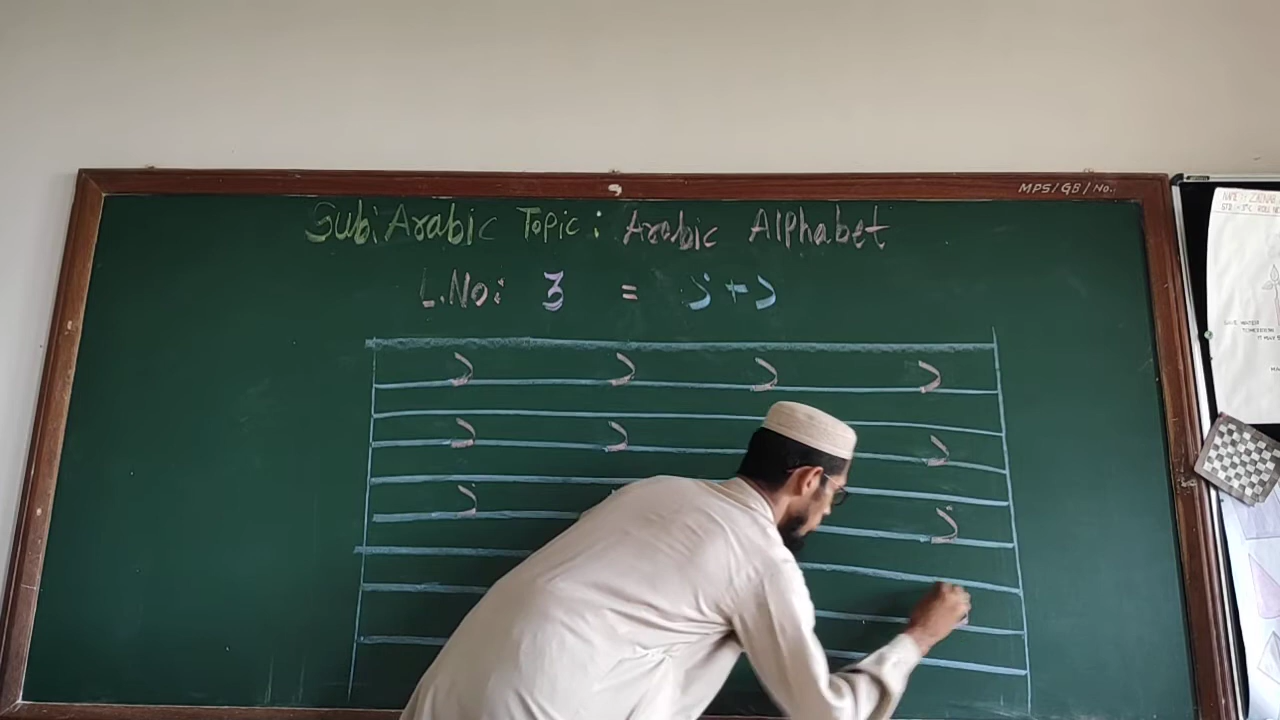 MPS/GB/No.
Sub: Arabic Topic: Arabic Alphabet
L.No: 3 = ذ + د
د د د د
د د د
ذ ذ